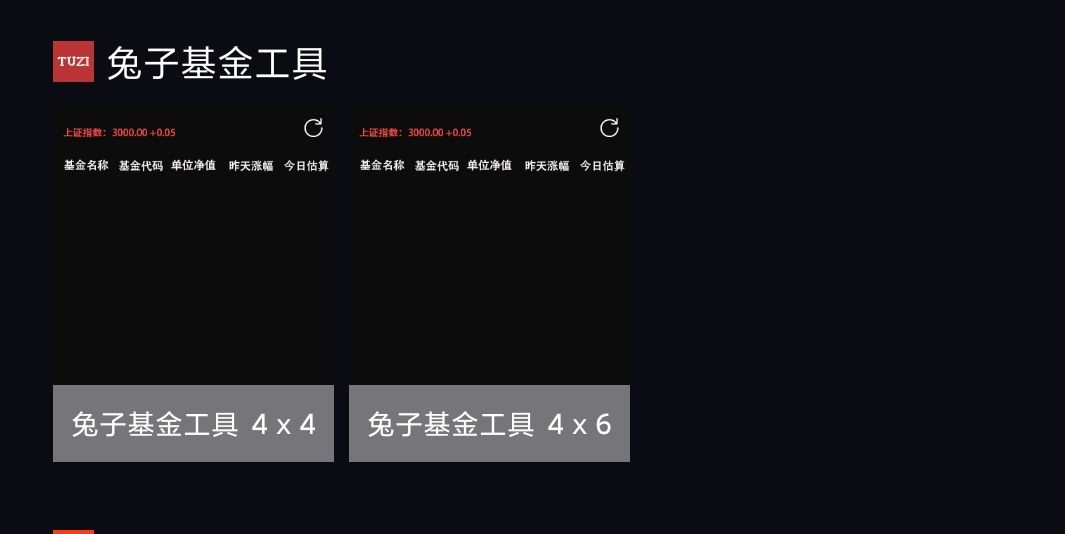 TUZI 兔子基金工具
上证指数：3000.00 +0.05
基金名称 基金代码 单位净值 昨天涨幅 今日估算
兔子基金工具 4 x 4
上证指数：3000.00 +0.05
基金名称 基金代码 单位净值 昨天涨幅 今日估算
兔子基金工具 4 x 6